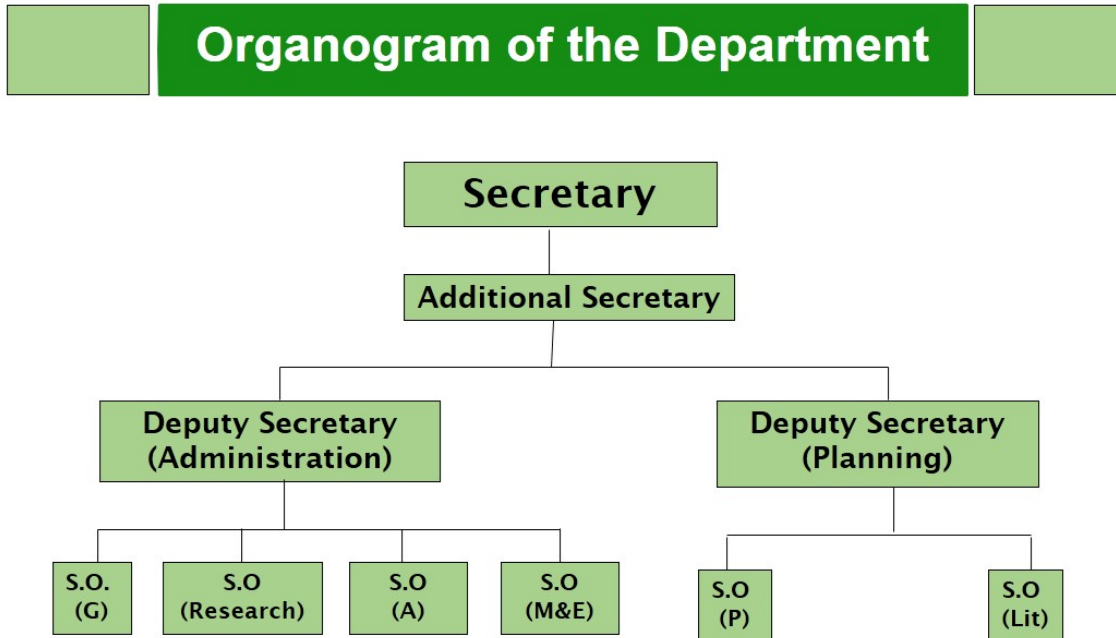 Organogram of the Department
Secretary
Additional Secretary
Deputy Secretary
(Administration)
Deputy Secretary
(Planning)
S.O.
(G)
S.O
(Research)
S.O
(A)
S.O
(M&E)
S.O
(P)
S.O
(Lit)